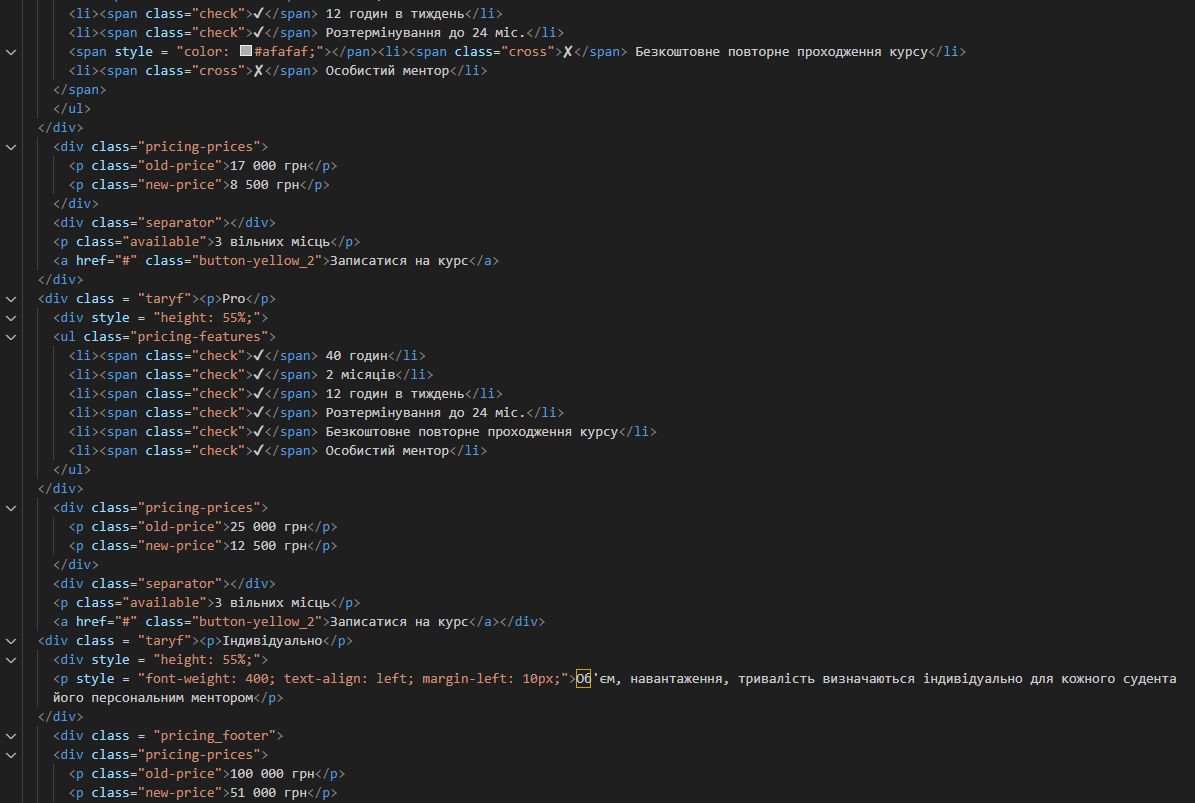 <li><span class="check">✔</span> 12 годин в тиждень</li>
<li><span class="check">✔</span> Розтермінування до 24 міс.</li>
<span style = "color: #afafaf;"></pan><li><span class="cross">✘</span> Безкоштовне повторне проходження курсу</li>
<li><span class="cross">✘</span> Особистий ментор</li>
</span>
</ul>
</div>
<div class="pricing-prices">
<p class="old-price">17 000 грн</p>
<p class="new-price">8 500 грн</p>
</div>
<div class="separator"></div>
<p class="available">3 вільних місць</p>
<a href="#" class="button-yellow_2">Записатися на курс</a>
</div>
<div class = "taryf"><p>Pro</p>
<div style = "height: 55%;">
<ul class="pricing-features">
<li><span class="check">✔</span> 40 годин</li>
<li><span class="check">✔</span> 2 місяців</li>
<li><span class="check">✔</span> 12 годин в тиждень</li>
<li><span class="check">✔</span> Розтермінування до 24 міс.</li>
<li><span class="check">✔</span> Безкоштовне повторне проходження курсу</li>
<li><span class="check">✔</span> Особистий ментор</li>
</ul>
</div>
<div class="pricing-prices">
<p class="old-price">25 000 грн</p>
<p class="new-price">12 500 грн</p>
</div>
<div class="separator"></div>
<p class="available">3 вільних місць</p>
<a href="#" class="button-yellow_2">Записатися на курс</a></div>
<div class = "taryf"><p>Індивідуально</p>
<div style = "height: 55%;">
<p style = "font-weight: 400; text-align: left; margin-left: 10px;">Об'єм, навантаження, тривалість визначаються індивідуально для кожного судента
його персональним ментором</p>
</div>
<div class = "pricing_footer">
<div class="pricing-prices">
<p class="old-price">100 000 грн</p>
<p class="new-price">51 000 грн</p>